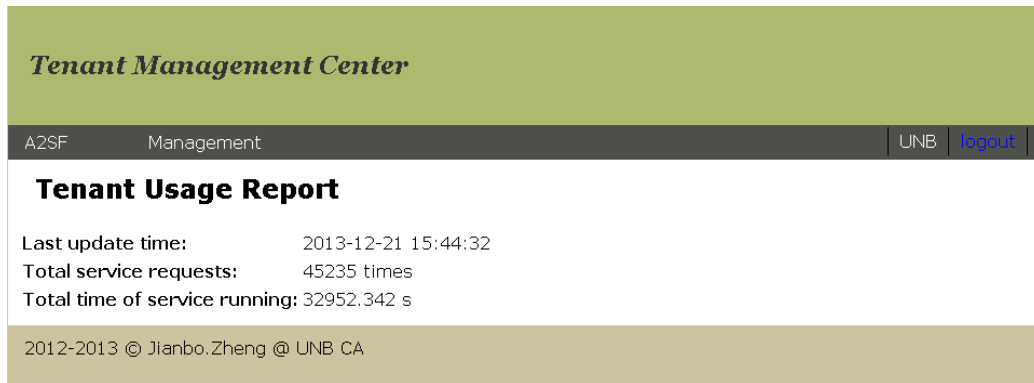 Tenant Management Center
A2SF Management UNB logout
Tenant Usage Report
Last update time: 2013-12-21 15:44:32
Total service requests: 45235 times
Total time of service running: 32952.342 s
2012-2013 © Jianbo.Zheng @ UNB CA